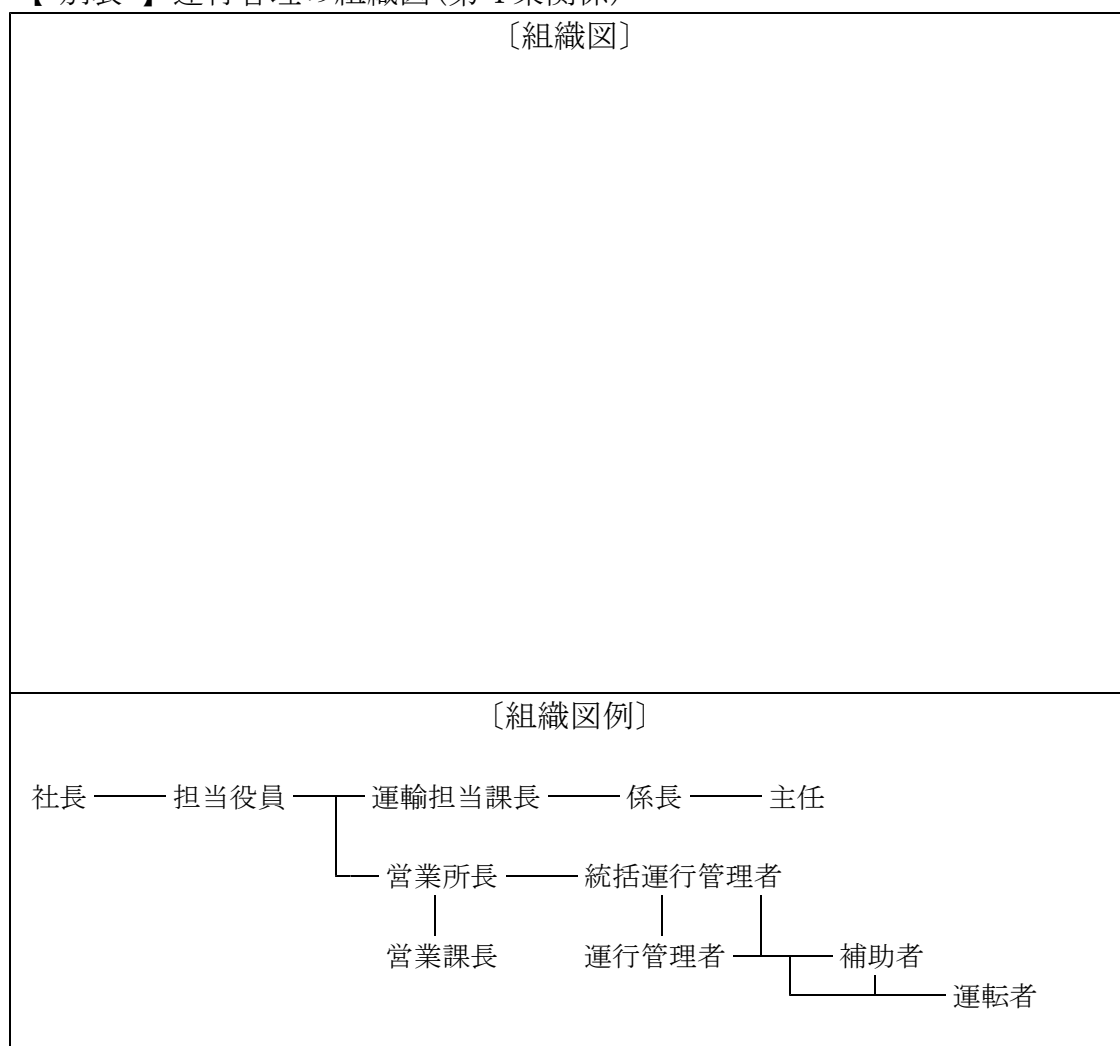 【 別表 】運行管理の組織図(第4条関係)
〔組織図〕
〔組織図例〕
社長 担当役員 運輸担当課長 係長 主任
営業所長 統括運行管理者
営業課長 運行管理者 補助者
運転者